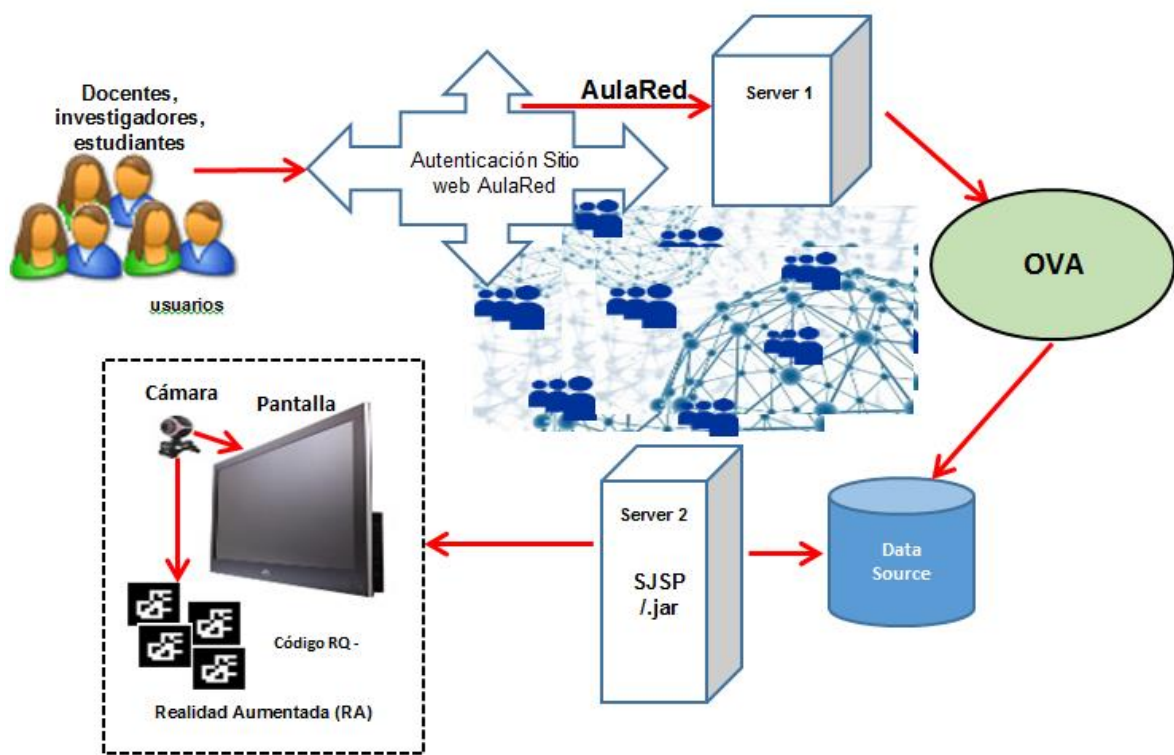 Docentes,
investigadores,
estudiantes
usuarios
Autenticación Sitio
web AulaRed
AulaRed
Server 1
OVA
Data
Source
Server 2
SJSP
/.jar
Cámara
Pantalla
Código RQ -
Realidad Aumentada (RA)